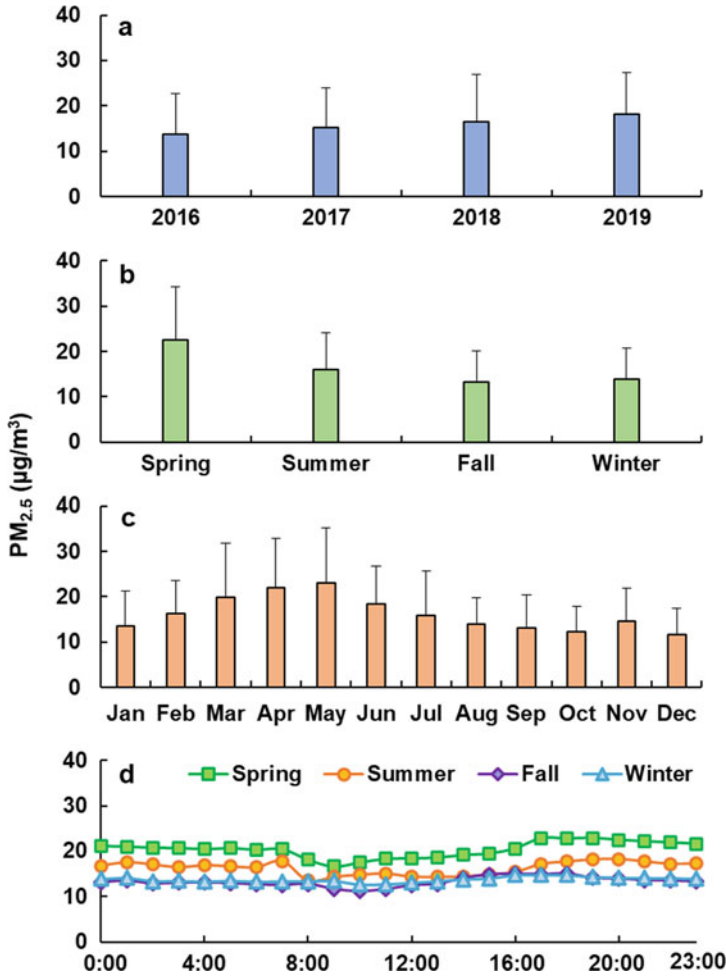 40
a
30
20
10
0
2016 2017 2018 2019
40
b
30
20
10
0
Spring Summer Fall Winter
PM2.5 (µg/m³)
40
c
30
20
10
0
Jan Feb Mar Apr May Jun Jul Aug Sep Oct Nov Dec
40
d Spring Summer Fall Winter
30
20
10
0
0:00 4:00 8:00 12:00 16:00 20:00 23:00